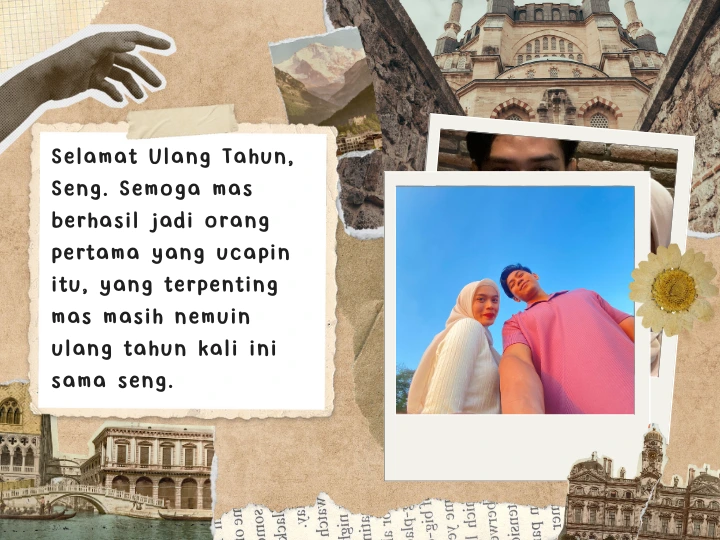 Selamat Ulang Tahun,
Seng. Semoga mas
berhasil jadi orang
pertama yang ucapin
itu, yang terpenting
mas masih nemuin
ulang tahun kali ini
sama seng.